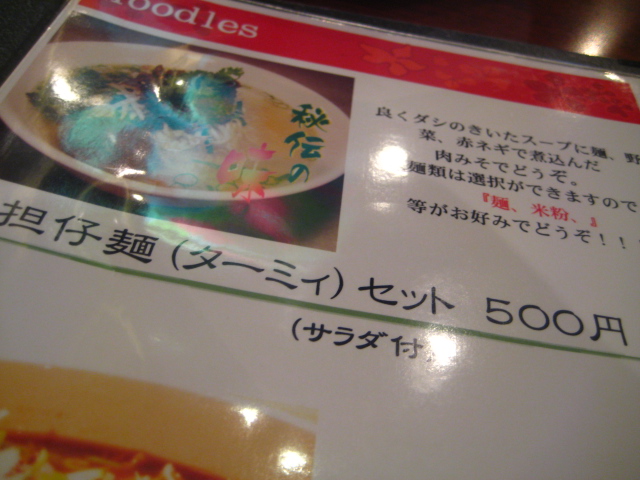 noodles
秘伝の
良くダシのきいたスープに麺、野
菜、赤ネギで煮込んだ
肉みそでどうぞ。
麺類は選択ができますので
『麺、米粉、』
等がお好みでどうぞ！！
担仔麺（ターミィ）セット 500円
（サラダ付